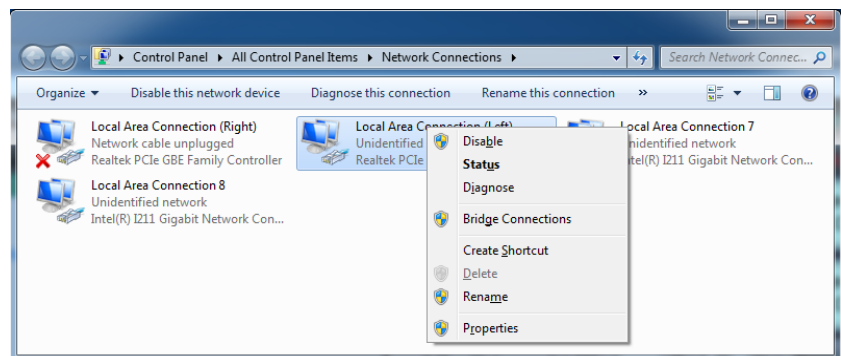 Control Panel ▸ All Control Panel Items ▸ Network Connections ▸
Search Network Connec...
Organize ▾ Disable this network device Diagnose this connection Rename this connection »
Local Area Connection (Right)
Network cable unplugged
Realtek PCIe GBE Family Controller
Local Area Connection (Left)
Unidentified
Realtek PCIe
Local Area Connection 7
nidentified network
tel(R) I211 Gigabit Network Con...
Local Area Connection 8
Unidentified network
Intel(R) I211 Gigabit Network Con...
Disable
Status
Diagnose
Bridge Connections
Create Shortcut
Delete
Rename
Properties